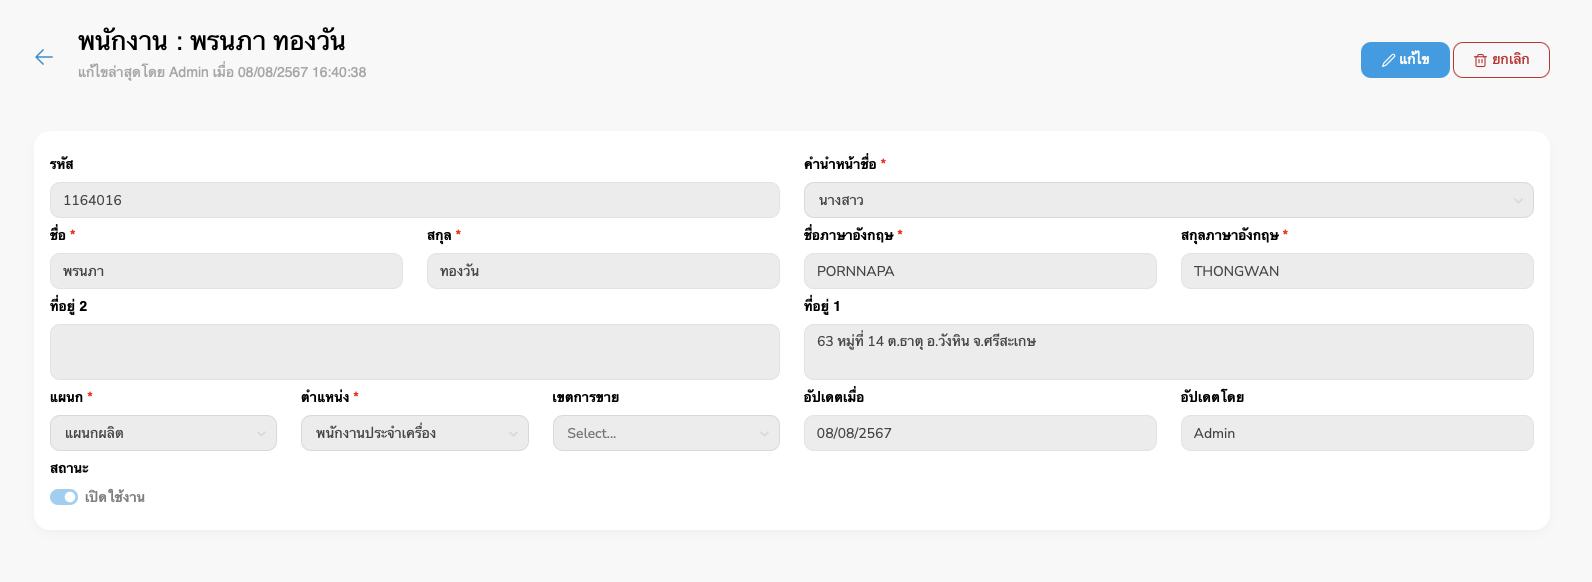 พนักงาน : พรนภา ทองวัน
แก้ไขล่าสุดโดย Admin เมื่อ 08/08/2567 16:40:38
แก้ไข
ยกเลิก
รหัส
1164016
คำนำหน้าชื่อ *
นางสาว
ชื่อ *
พรนภา
สกุล *
ทองวัน
ชื่อภาษาอังกฤษ *
PORNNAPA
สกุลภาษาอังกฤษ *
THONGWAN
ที่อยู่ 2
ที่อยู่ 1
63 หมู่ที่ 14 ต.ธาตุ อ.วังหิน จ.ศรีสะเกษ
แผนก *
แผนกผลิต
ตำแหน่ง *
พนักงานประจำเครื่อง
เขตการขาย
Select...
อัปเดตเมื่อ
08/08/2567
อัปเดตโดย
Admin
สถานะ
เปิดใช้งาน